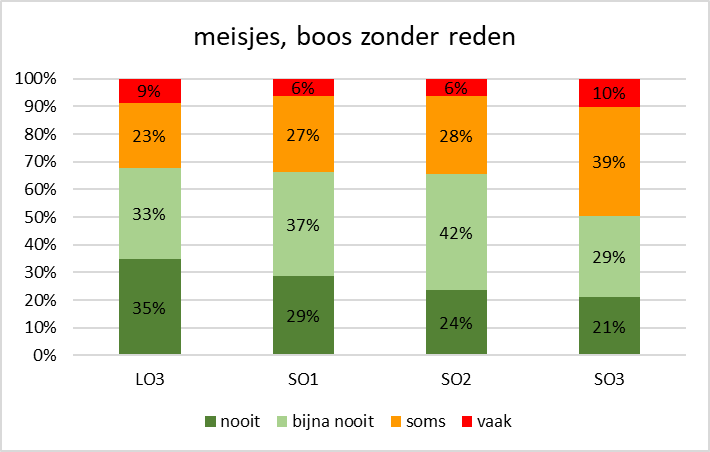 meisjes, boos zonder reden
100%
90%
80%
70%
60%
50%
40%
30%
20%
10%
0%
9% 6% 6% 10%
23% 27% 28% 39%
33% 37% 42% 29%
35% 29% 24% 21%
LO3 SO1 SO2 SO3
nooit bijna nooit soms vaak